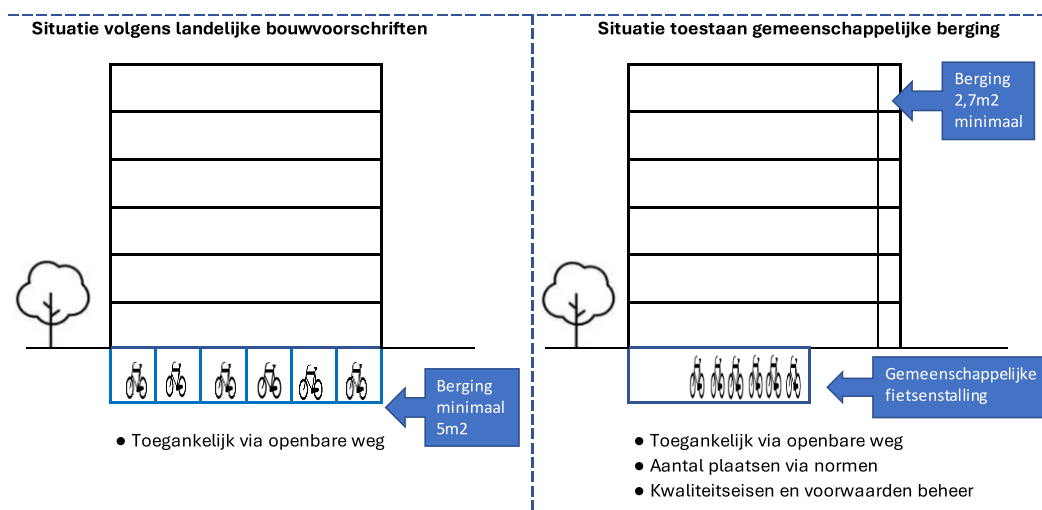 Situatie volgens landelijke bouwvoorschriften
Berging
minimaal
5m2
● Toegankelijk via openbare weg
Situatie toestaan gemeenschappelijke berging
Berging
2,7m2
minimaal
Gemeenschappelijke
fietsenstalling
● Toegankelijk via openbare weg
● Aantal plaatsen via normen
● Kwaliteitseisen en voorwaarden beheer